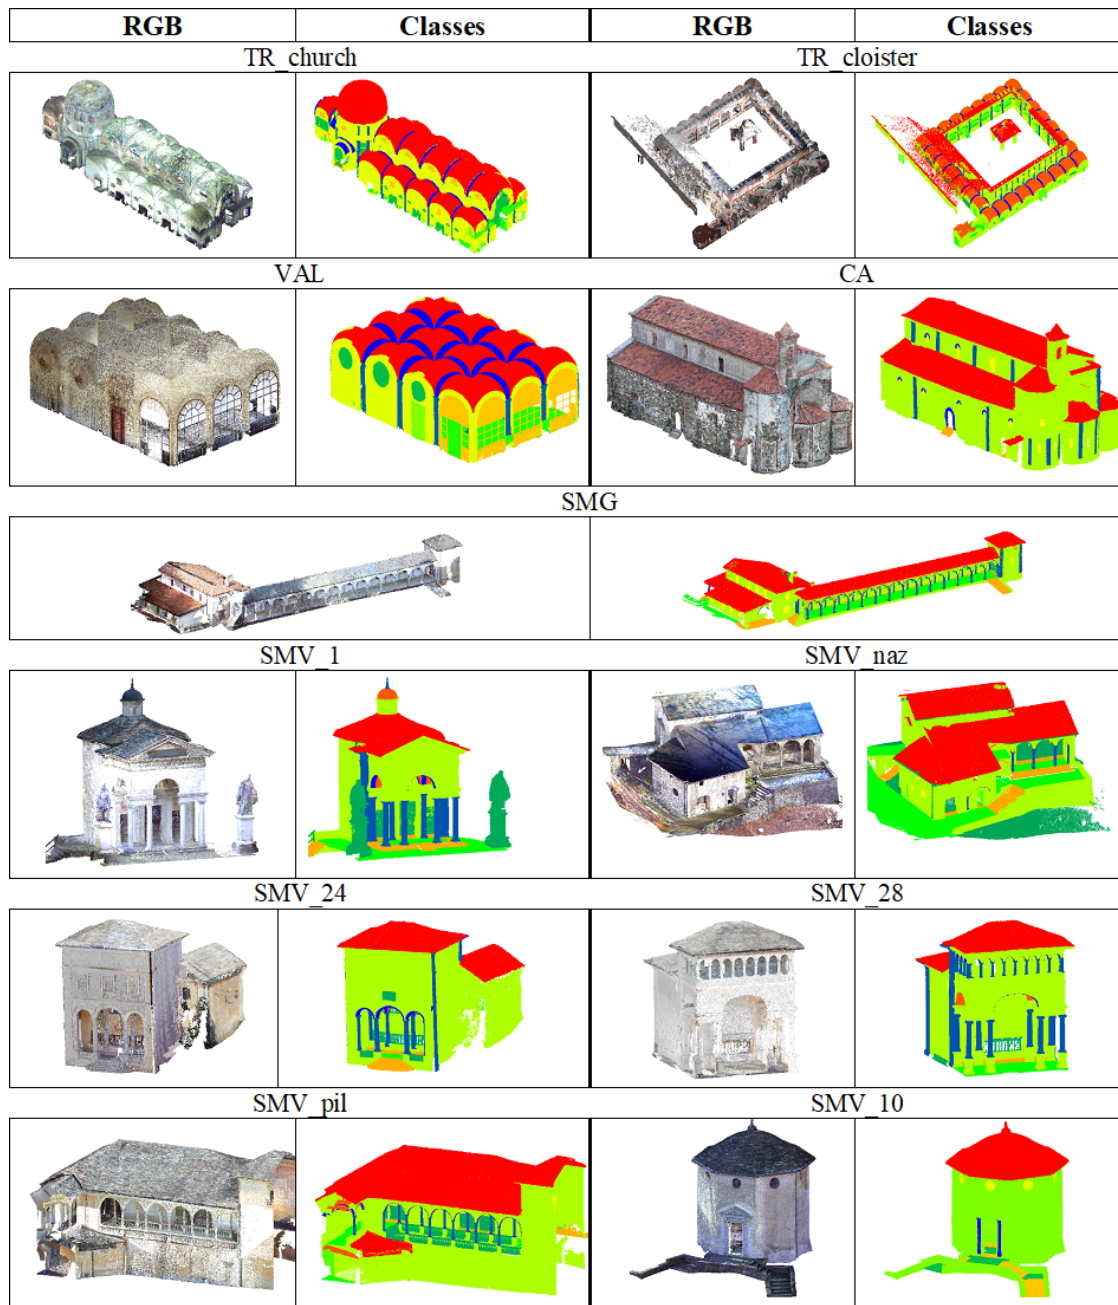 RGB Classes RGB Classes
TR_church TR_cloister
VAL CA
SMG
SMV_1 SMV_naz
SMV_24 SMV_28
SMV_pil SMV_10